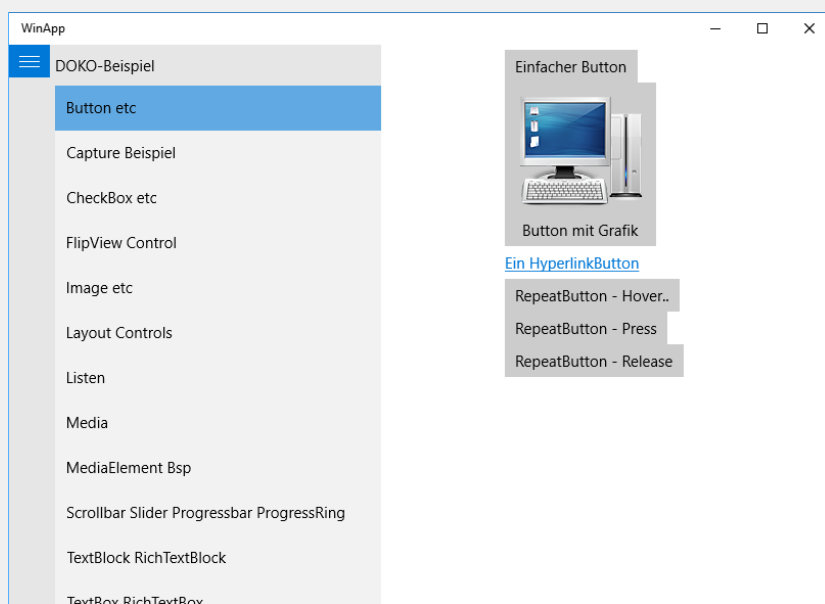 WinApp
DOKO-Beispiel
Button etc
Capture Beispiel
CheckBox etc
FlipView Control
Image etc
Layout Controls
Listen
Media
MediaElement Bsp
Scrollbar Slider Progressbar ProgressRing
TextBlock RichTextBlock
TextBox RichTextBox
Einfacher Button
Button mit Grafik
Ein HyperlinkButton
RepeatButton - Hover..
RepeatButton - Press
RepeatButton - Release